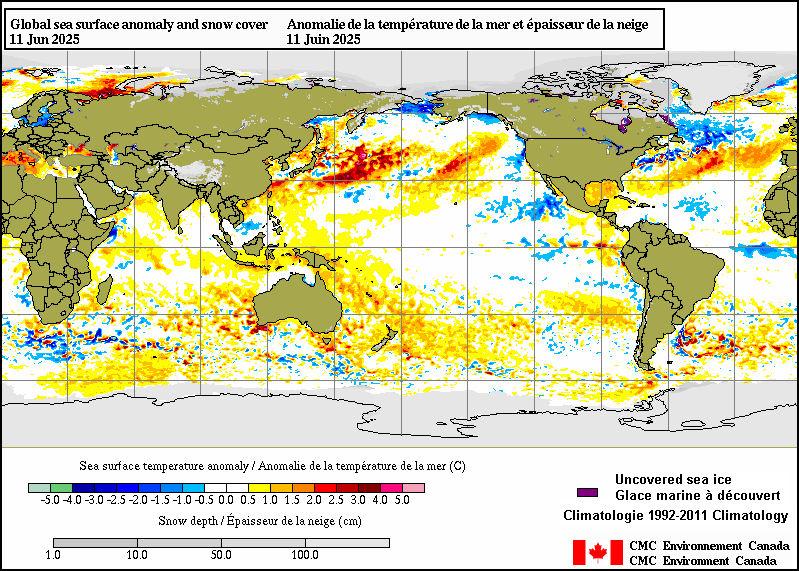 Global sea surface anomaly and snow cover
11 Jun 2025
Anomalie de la température de la mer et épaisseur de la neige
11 Juin 2025
Sea surface temperature anomaly / Anomalie de la température de la mer (C)
-5.0 -4.0 -3.0 -2.5 -2.0 -1.5 -1.0 -0.5 0.0 0.5 1.0 1.5 2.0 2.5 3.0 4.0 5.0
Snow depth / Épaisseur de la neige (cm)
1.0 10.0 50.0 100.0
Uncovered sea ice
Glace marine à découvert
Climatologie 1992-2011 Climatology
CMC Environnement Canada
CMC Environment Canada